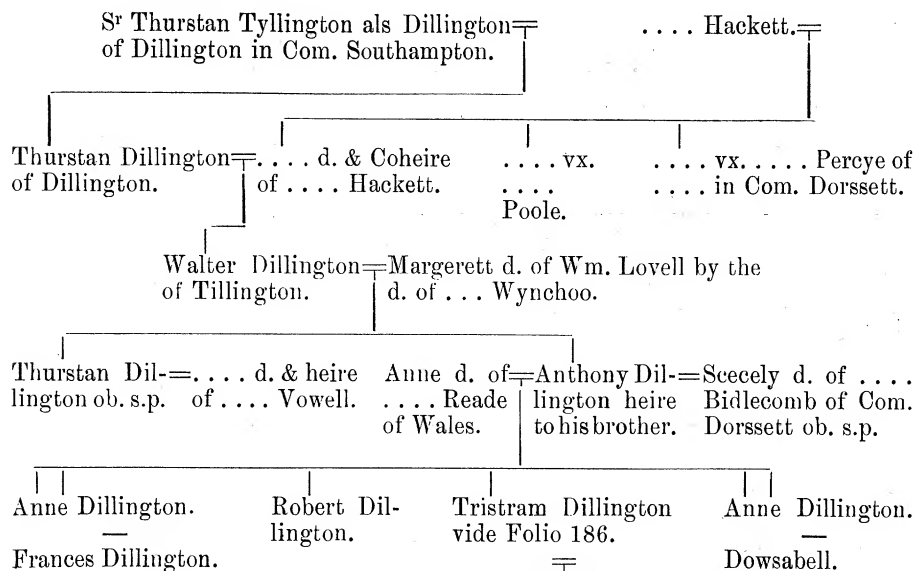 Sr Thurstan Tyllington als Dillington
of Dillington in Com. Southampton.
. . . . Hackett.
Thurstan Dillington
of Dillington.
. . . . d. & Coheire
of . . . . Hackett.
. . . . vx.
. . . .
Poole.
. . . . vx. . . . . Percye of
. . . . in Com. Dorssett.
Walter Dillington
of Tillington.
Margerett d. of Wm. Lovell by the
d. of . . . Wynchoo.
Thurstan Dil-
lington ob. s.p.
. . . . d. & heire
of . . . . Vowell.
Anne d. of
. . . . Reade
of Wales.
Anthony Dil-
lington heire
to his brother.
Scecely d. of . . . .
Bidlecomb of Com.
Dorssett ob. s.p.
Anne Dillington.
—
Frances Dillington.
Robert Dil-
lington.
Tristram Dillington
vide Folio 186.
Anne Dillington.
—
Dowsabell.